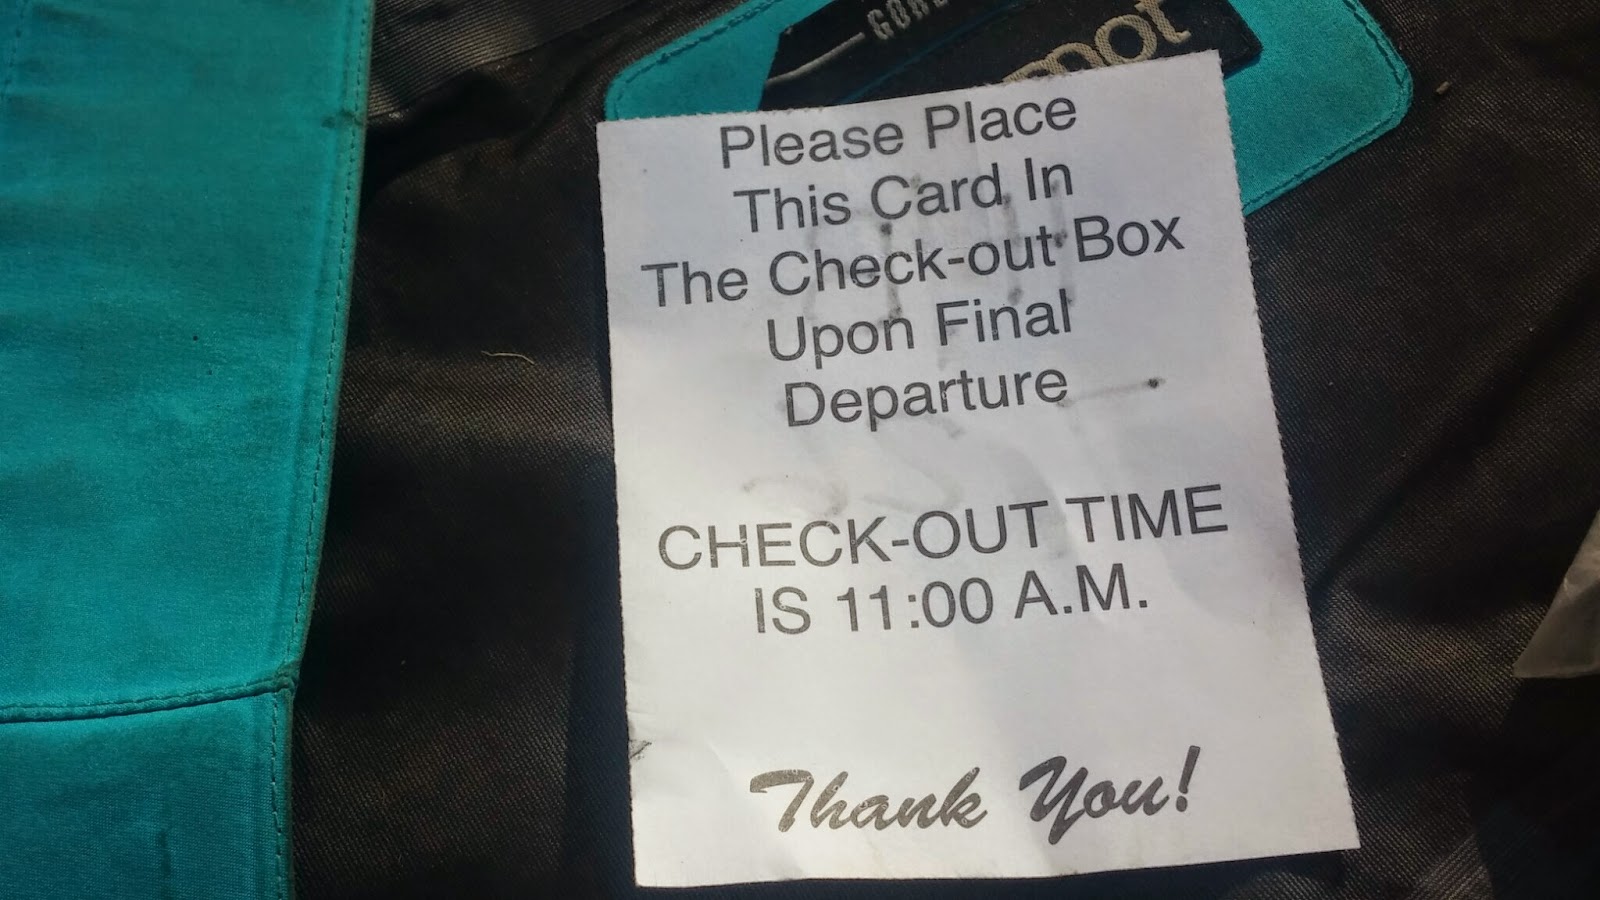 Please Place
This Card In
The Check-out Box
Upon Final
Departure
CHECK-OUT TIME
IS 11:00 A.M.
Thank You!